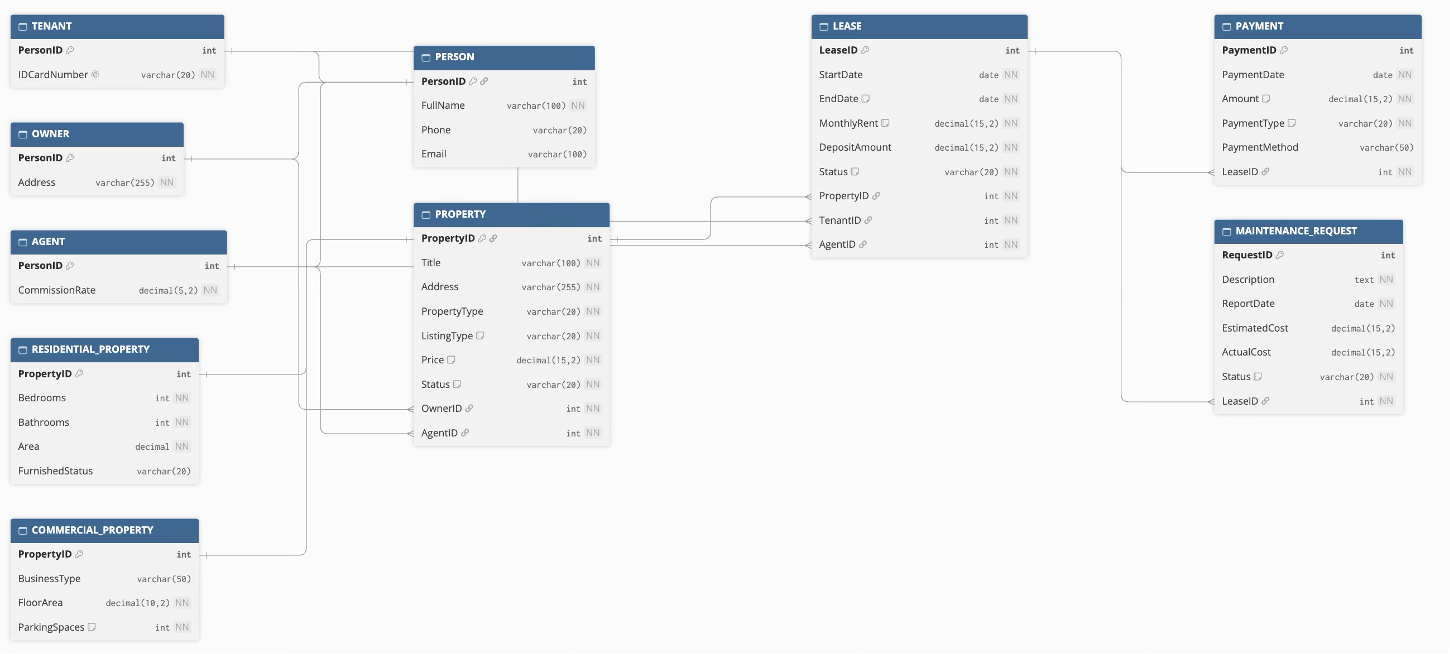 TENANT
PersonID int
IDCardNumber varchar(20) NN
OWNER
PersonID int
Address varchar(255) NN
AGENT
PersonID int
CommissionRate decimal(5,2) NN
RESIDENTIAL_PROPERTY
PropertyID int
Bedrooms int NN
Bathrooms int NN
Area decimal NN
FurnishedStatus varchar(20)
COMMERCIAL_PROPERTY
PropertyID int
BusinessType varchar(50)
FloorArea decimal(10,2) NN
ParkingSpaces int NN
PERSON
PersonID int
FullName varchar(100) NN
Phone varchar(20)
Email varchar(100)
PROPERTY
PropertyID int
Title varchar(100) NN
Address varchar(255) NN
PropertyType varchar(20) NN
ListingType varchar(20) NN
Price decimal(15,2) NN
Status varchar(20) NN
OwnerID int NN
AgentID int NN
LEASE
LeaseID int
StartDate date NN
EndDate date NN
MonthlyRent decimal(15,2) NN
DepositAmount decimal(15,2) NN
Status varchar(20) NN
PropertyID int NN
TenantID int NN
AgentID int NN
PAYMENT
PaymentID int
PaymentDate date NN
Amount decimal(15,2) NN
PaymentType varchar(20) NN
PaymentMethod varchar(50)
LeaseID int NN
MAINTENANCE_REQUEST
RequestID int
Description text NN
ReportDate date NN
EstimatedCost decimal(15,2)
ActualCost decimal(15,2)
Status varchar(20) NN
LeaseID int NN